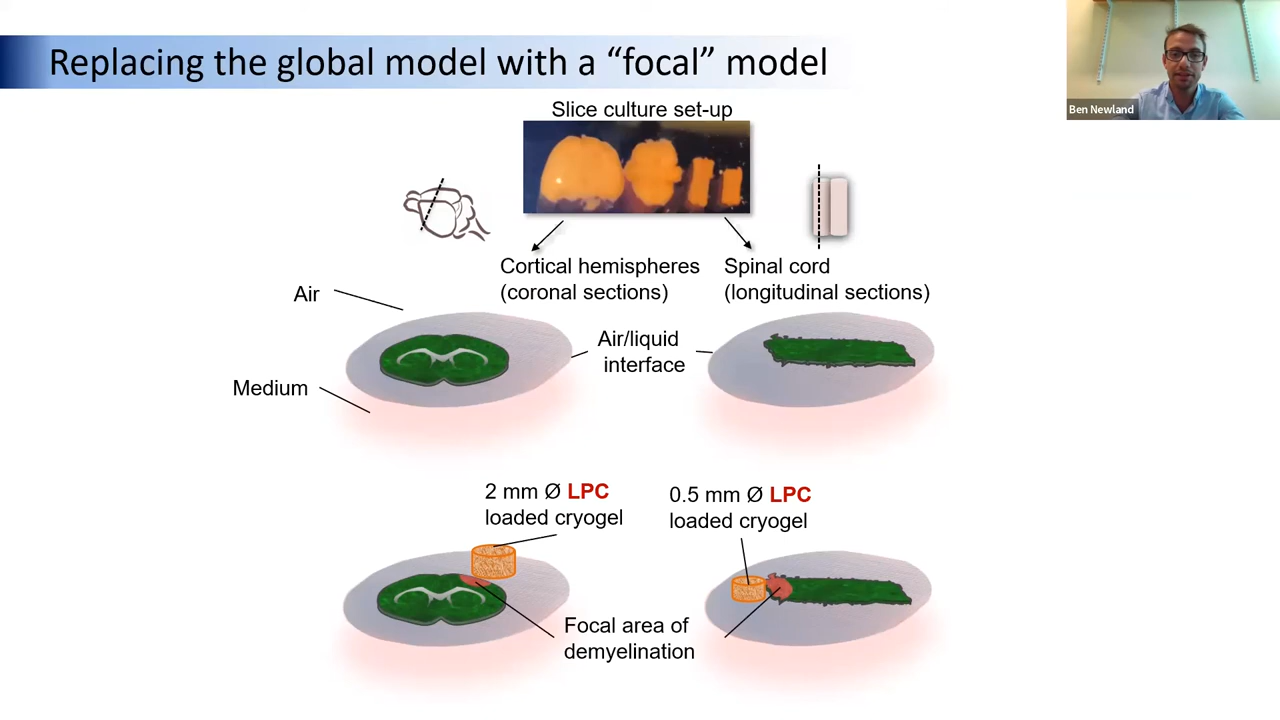 Replacing the global model with a “focal” model
Ben Newland
Slice culture set-up
Cortical hemispheres
(coronal sections)
Spinal cord
(longitudinal sections)
Air
Air/liquid
interface
Medium
2 mm Ø LPC
loaded cryogel
0.5 mm Ø LPC
loaded cryogel
Focal area of
demyelination